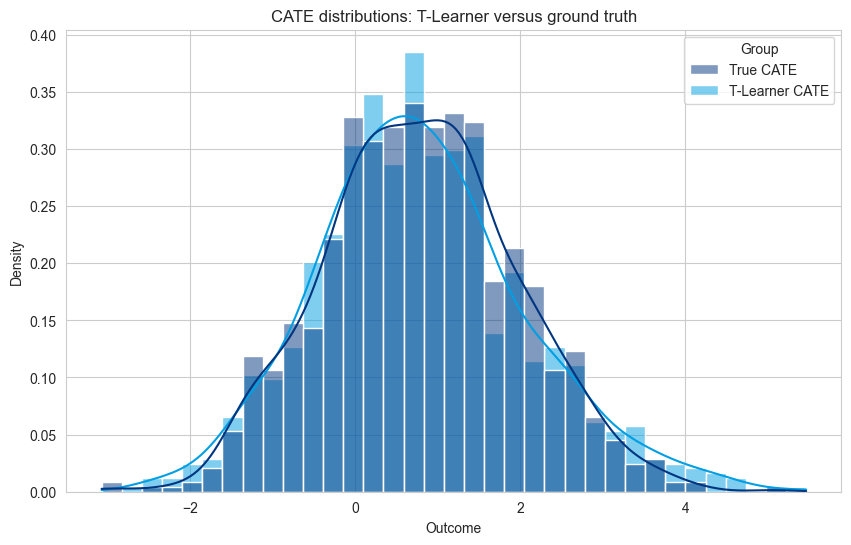 CATE distributions: T-Learner versus ground truth
Group
True CATE
T-Learner CATE
0.40
0.35
0.30
0.25
0.20
0.15
0.10
0.05
0.00
Density
−2
0
2
4
Outcome